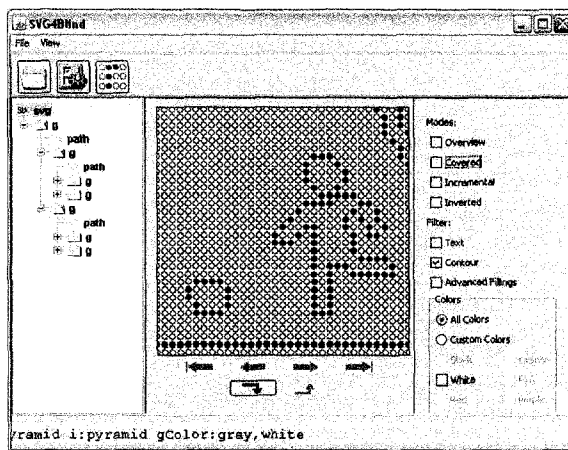 SVG4Blind
File View
svg
g
path
g
path
g
g
g
path
g
g
Modes:
Overview
Covered
Incremental
Inverted
Filter:
Text
Contour
Advanced Fillings
Colors
All Colors
Custom Colors
White
yramid i:pyramid gColor:gray,white